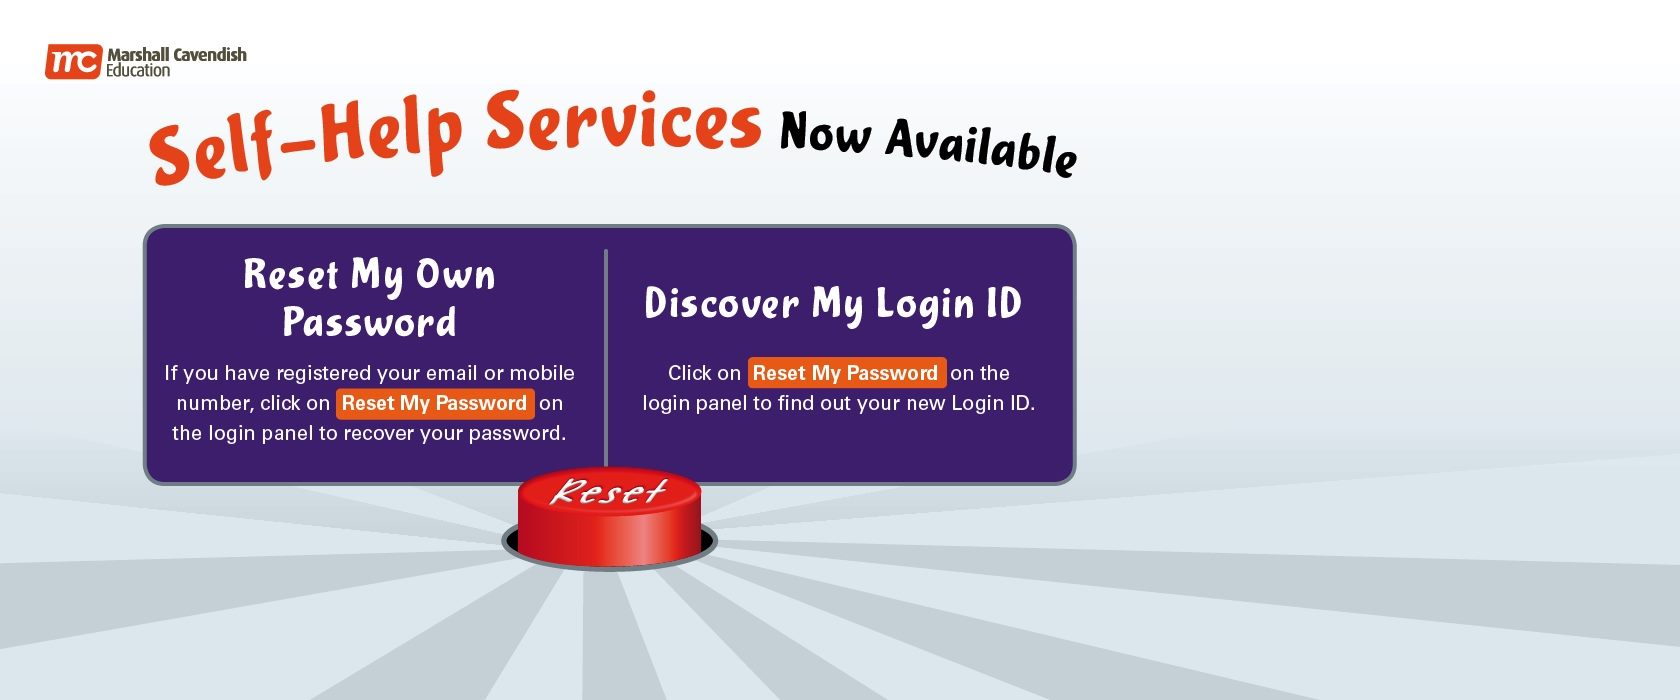 mc Marshall Cavendish
Education
Self-Help Services Now Available
Reset My Own
Password
If you have registered your email or mobile
number, click on Reset My Password on
the login panel to recover your password.
Discover My Login ID
Click on Reset My Password on the
login panel to find out your new Login ID.
Reset